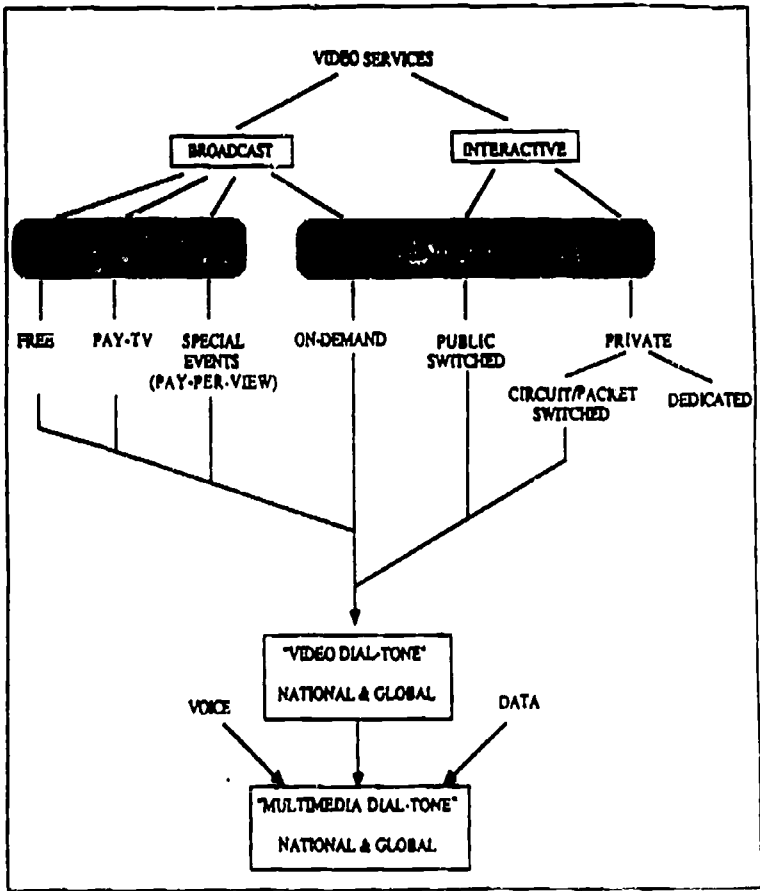 VIDEO SERVICES
BROADCAST
INTERACTIVE
FREE
PAY-TV
SPECIAL
EVENTS
(PAY-PER-VIEW)
ON-DEMAND
PUBLIC
SWITCHED
PRIVATE
CIRCUIT/PACKET
SWITCHED
DEDICATED
"VIDEO DIAL-TONE"
NATIONAL & GLOBAL
VOICE
DATA
"MULTIMEDIA DIAL-TONE"
NATIONAL & GLOBAL